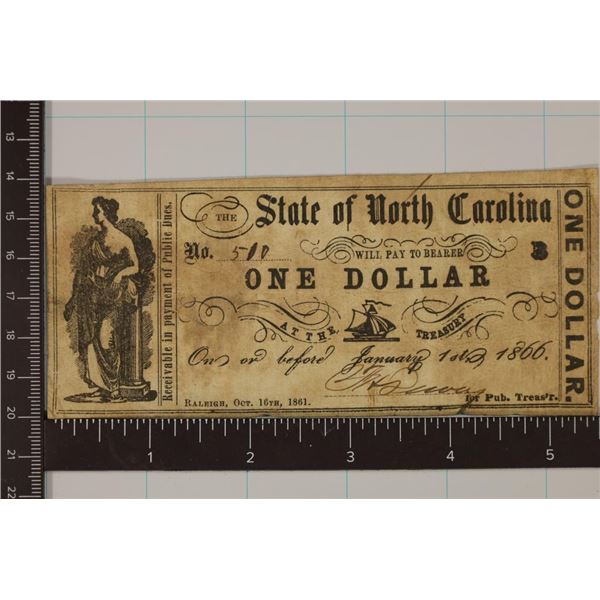 13
14
15
16
17
18
19
20
21
22
Receivable in payment of Public Dues.
THE State of North Carolina
No. 510
WILL PAY TO BEARER
B
ONE DOLLAR
AT THE TREASURY
On or before January 1st 1866.
RALEIGH, OCT. 16TH, 1861.
for Pub. Treas'r.
ONE DOLLAR.
1 2 3 4 5